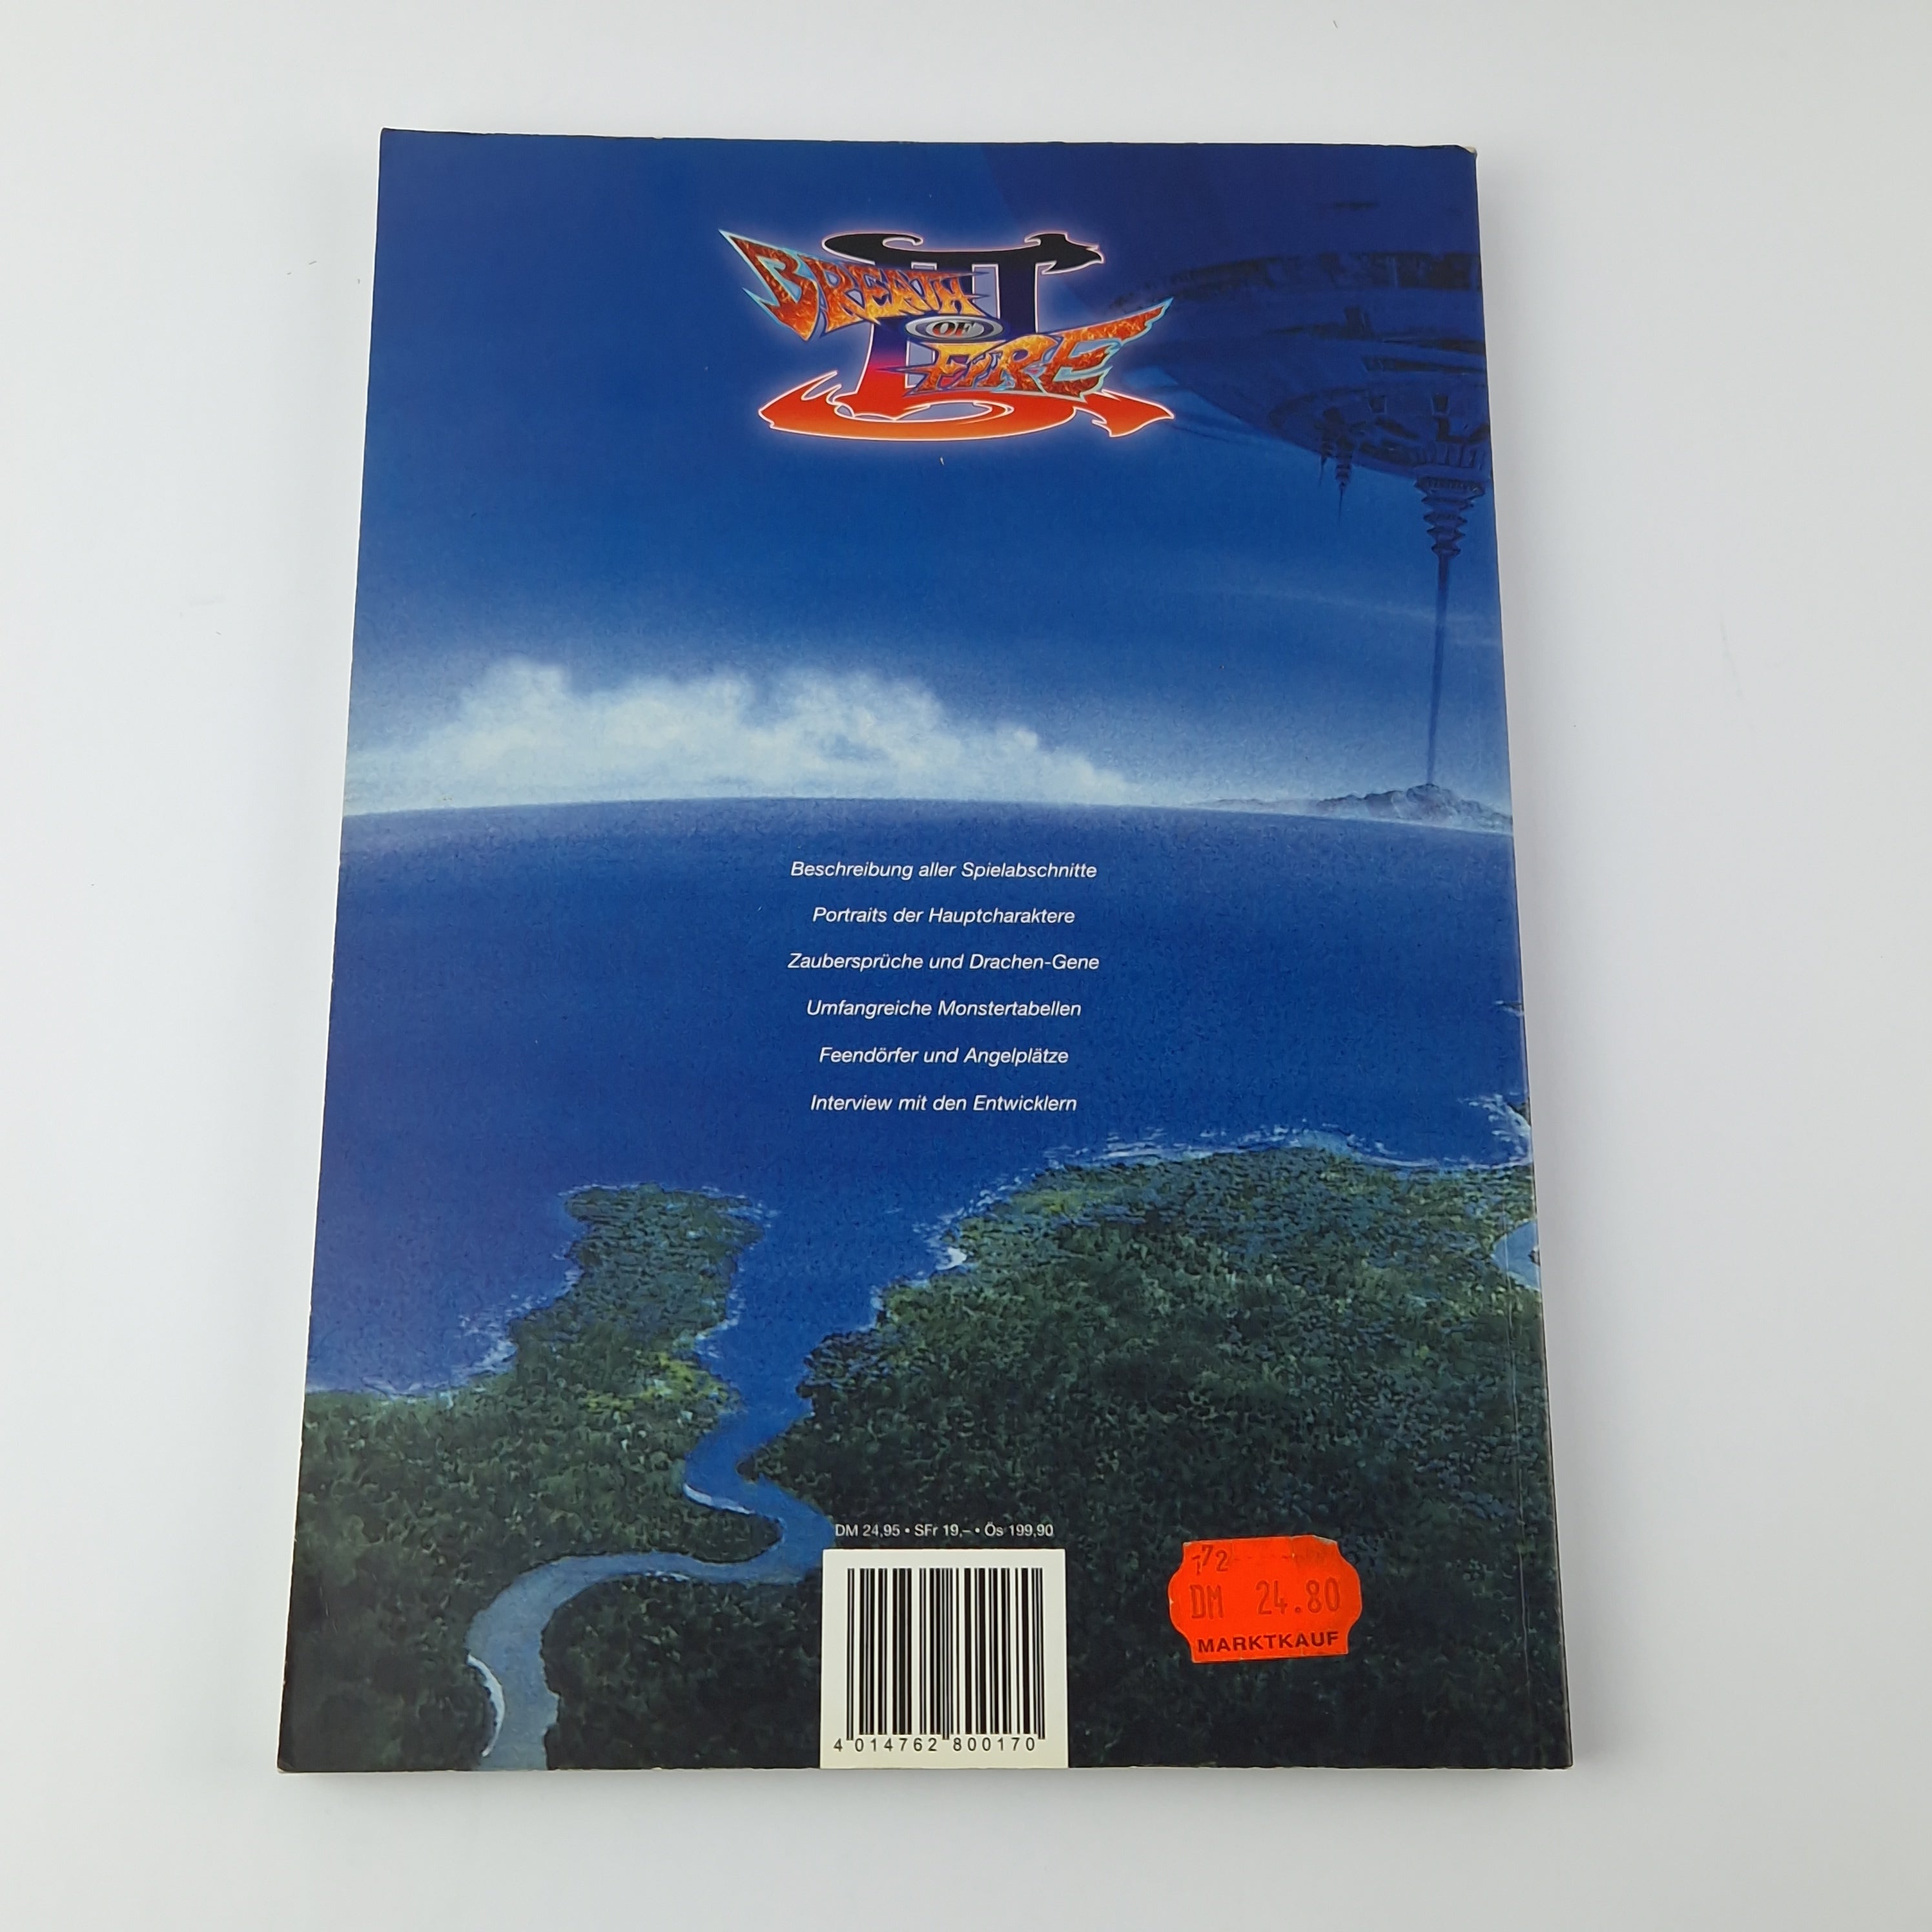 BREATH
OF
FIRE
III
Beschreibung aller Spielabschnitte
Portraits der Hauptcharaktere
Zaubersprüche und Drachen-Gene
Umfangreiche Monstertabellen
Feendörfer und Angelplätze
Interview mit den Entwicklern
DM 24,95 • SFr 19,– • Ös 199,90
4 014762 800170
172
DM 24.80
MARKTKAUF